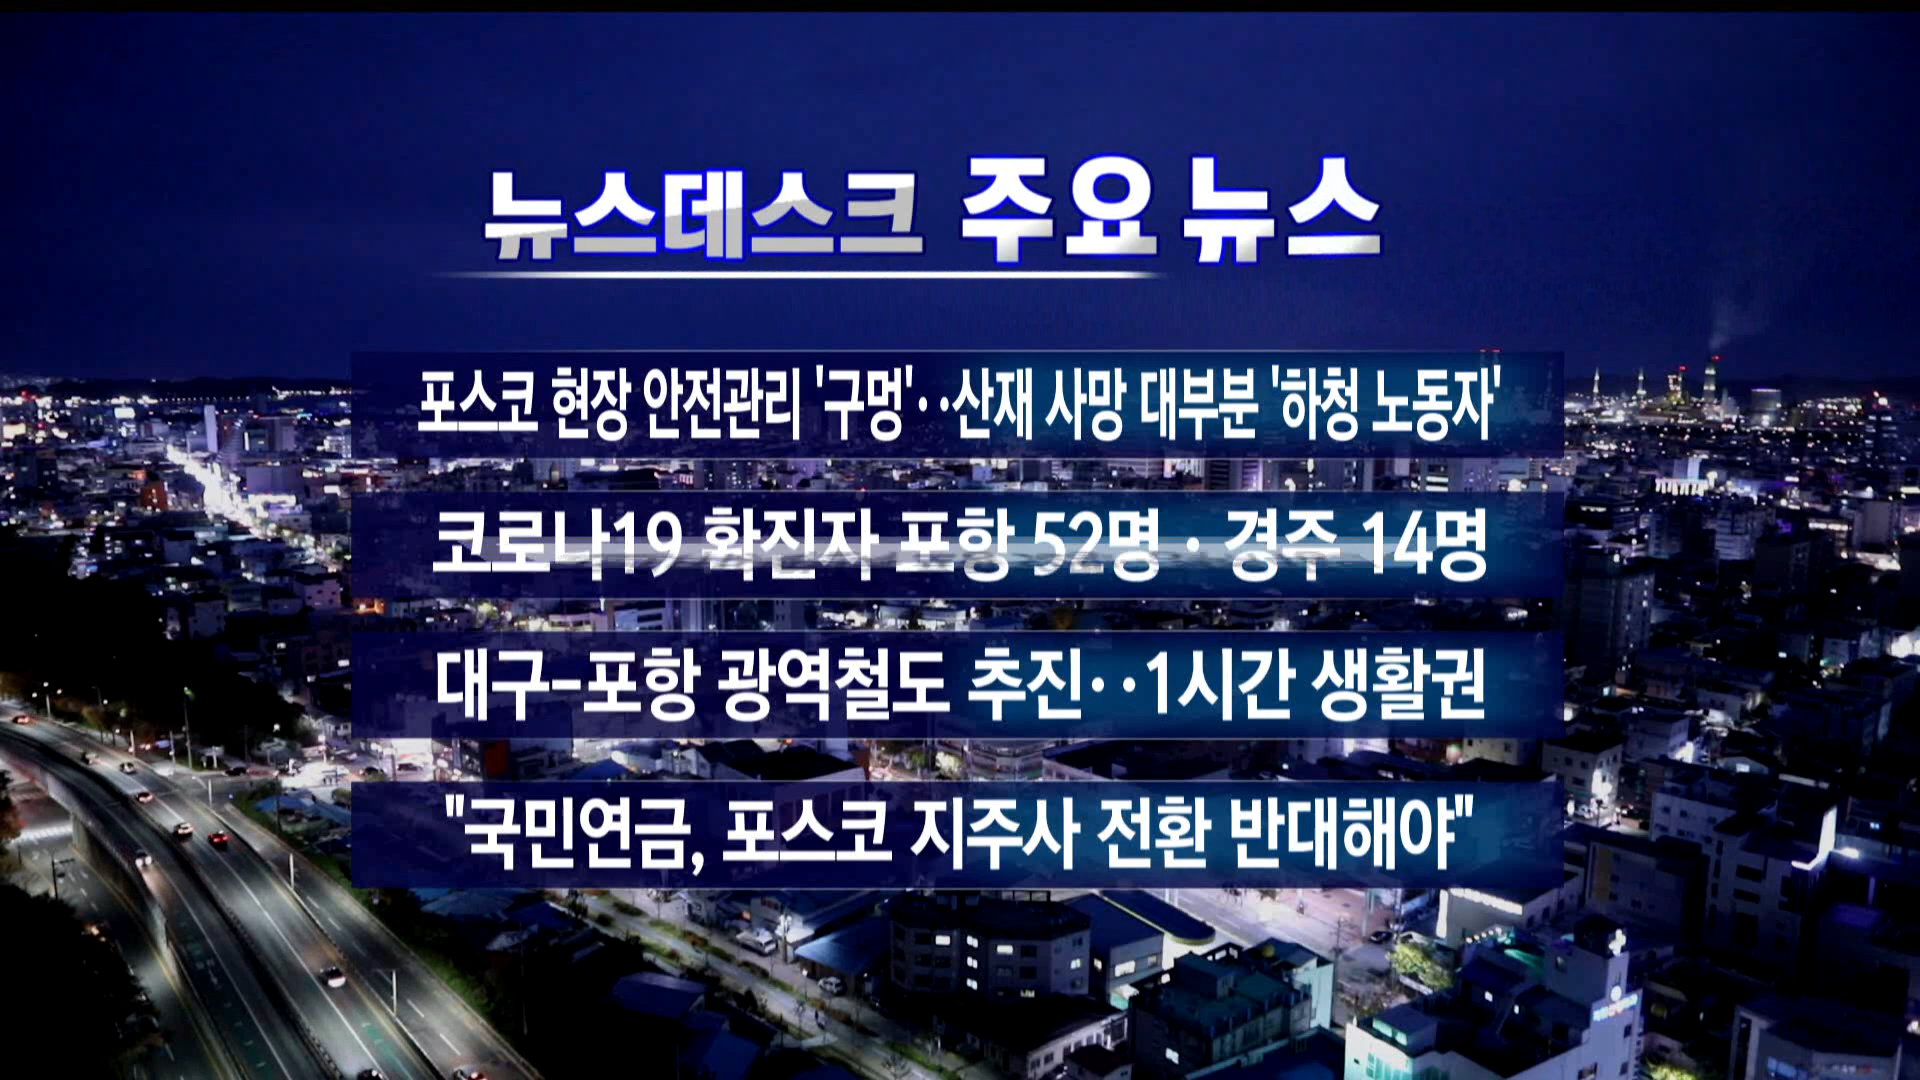 뉴스데스크 주요 뉴스
포스코 현장 안전관리 '구멍'‥산재 사망 대부분 '하청 노동자'
코로나19 확진자 포항 52명·경주 14명
대구-포항 광역철도 추진‥1시간 생활권
"국민연금, 포스코 지주사 전환 반대해야"